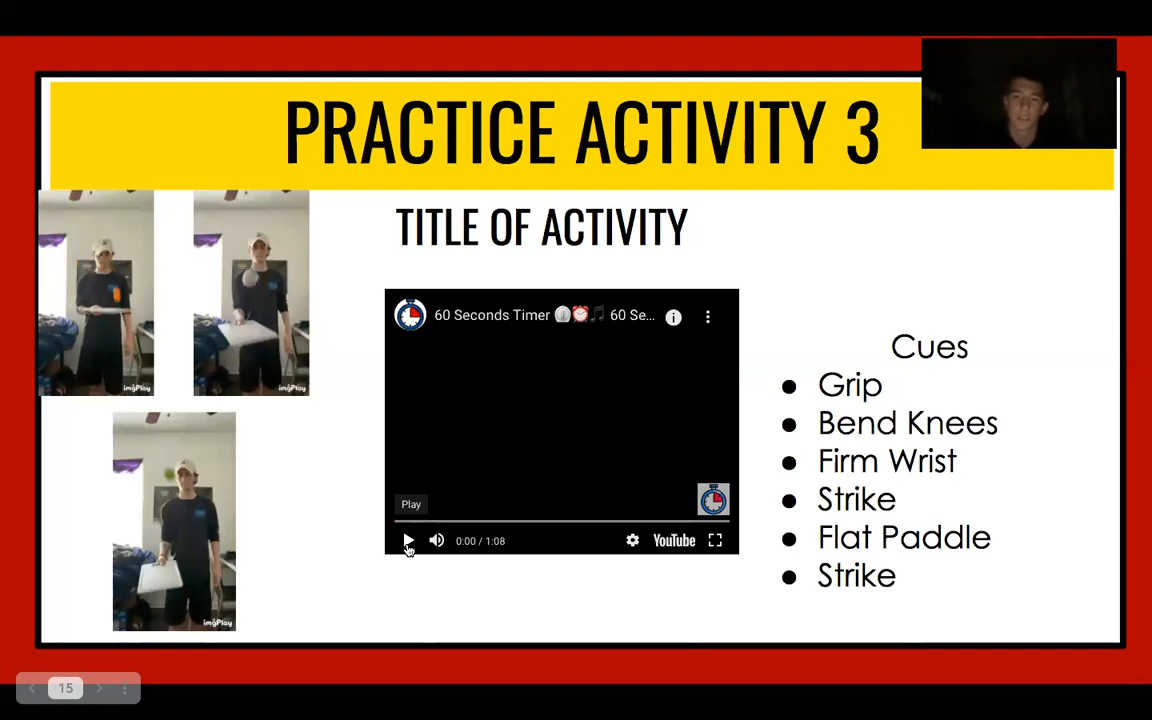 PRACTICE ACTIVITY 3
TITLE OF ACTIVITY
60 Seconds Timer 60 Se...
Play
0:00 / 1:08
YouTube
Cues
Grip
Bend Knees
Firm Wrist
Strike
Flat Paddle
Strike
imgPlay
imgPlay
imgPlay
15